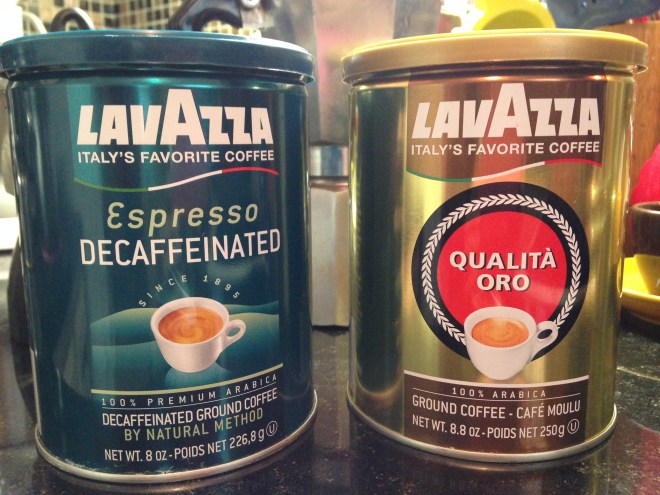 LAVAZZA
ITALY'S FAVORITE COFFEE
Espresso
DECAFFEINATED
SINCE 1895
100% PREMIUM ARABICA
DECAFFEINATED GROUND COFFEE
BY NATURAL METHOD
NET WT. 8 OZ - POIDS NET 226,8 g U
LAVAZZA
ITALY'S FAVORITE COFFEE
QUALITÀ
ORO
100% ARABICA
GROUND COFFEE - CAFÉ MOULU
NET WT. 8.8 OZ - POIDS NET 250 g U